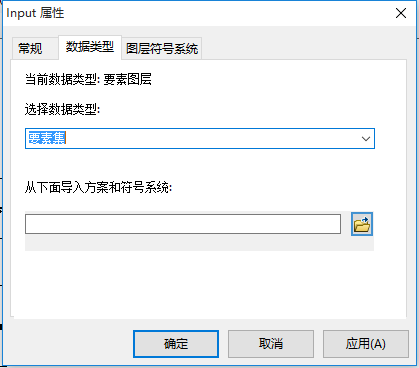 Input 属性
常规 数据类型 图层符号系统
当前数据类型: 要素图层
选择数据类型:
要素集
从下面导入方案和符号系统:
确定 取消 应用(A)